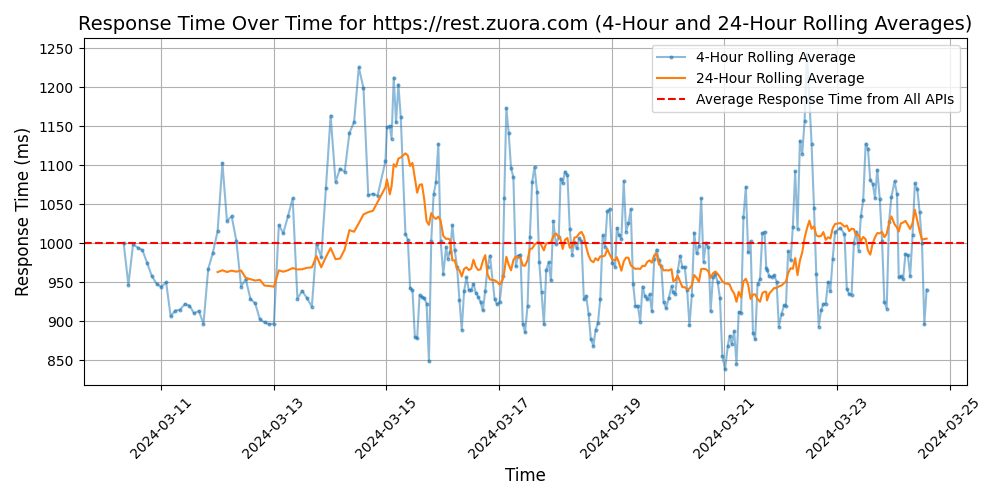 Response Time Over Time for https://rest.zuora.com (4-Hour and 24-Hour Rolling Averages)
4-Hour Rolling Average
24-Hour Rolling Average
Average Response Time from All APIs
Response Time (ms)
1250
1200
1150
1100
1050
1000
950
900
850
2024-03-11
2024-03-13
2024-03-15
2024-03-17
2024-03-19
2024-03-21
2024-03-23
2024-03-25
Time